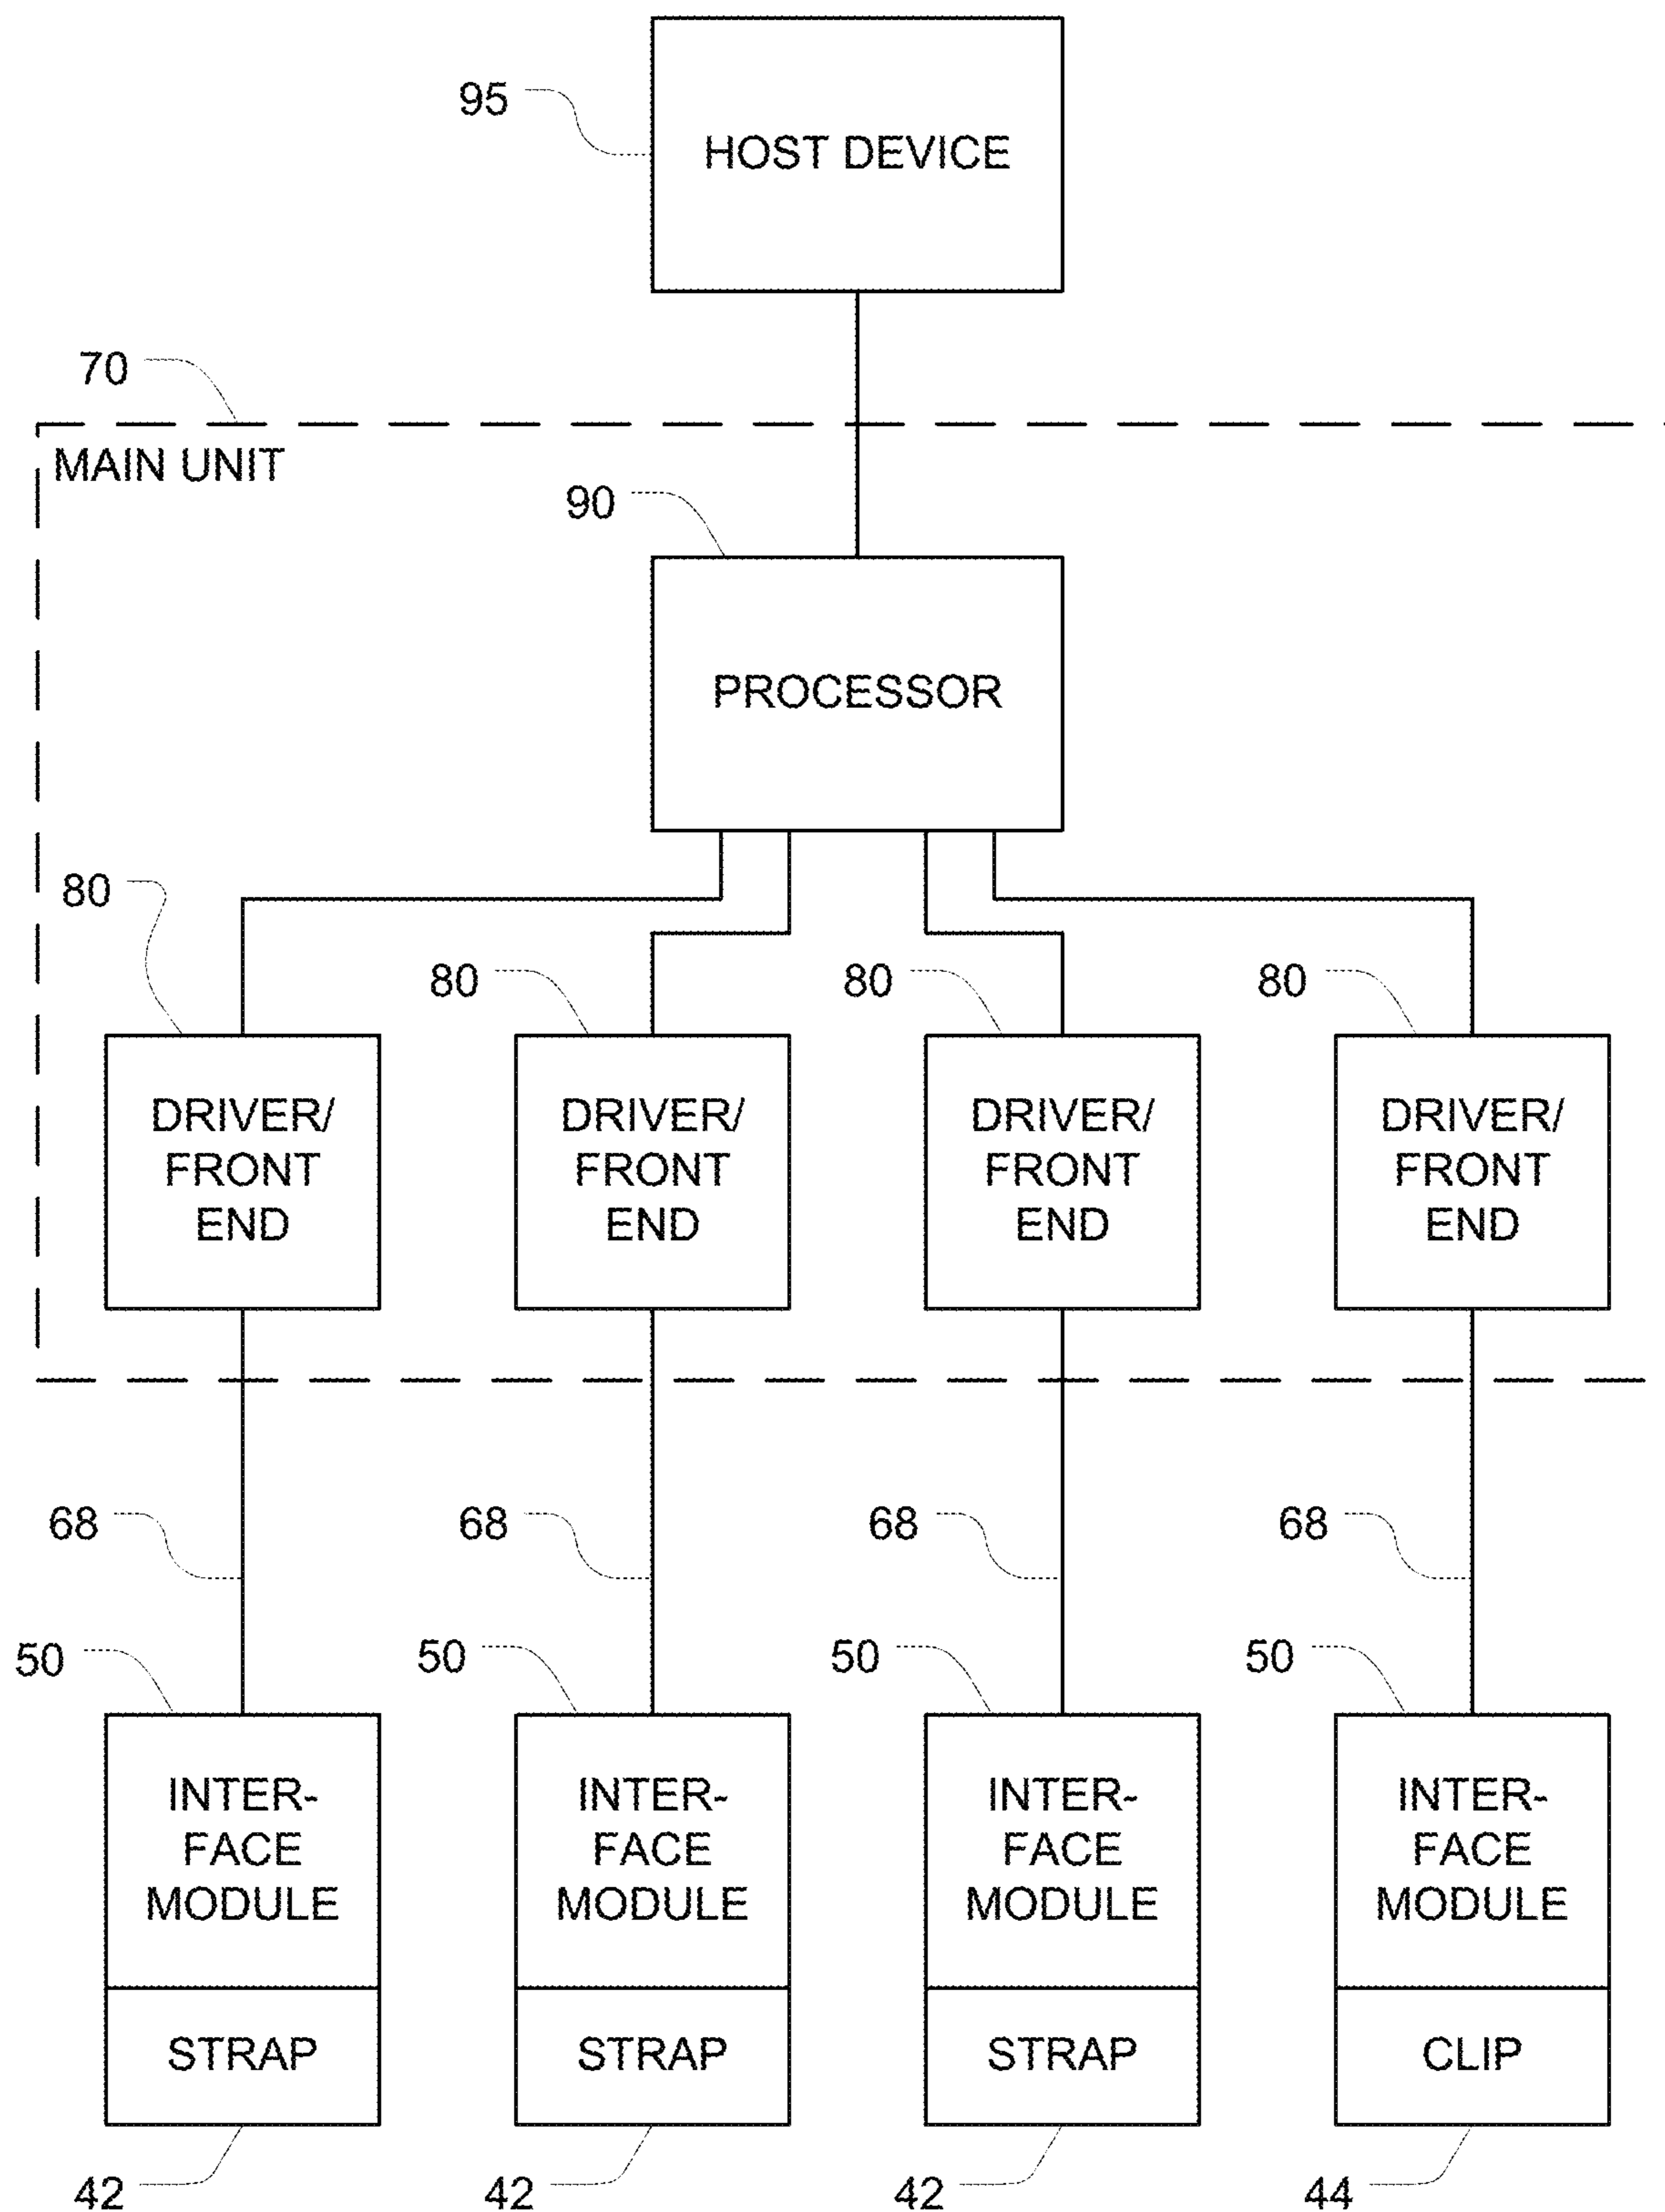 95
HOST DEVICE
70
MAIN UNIT
90
PROCESSOR
80
80
80
80
DRIVER/
FRONT
END
DRIVER/
FRONT
END
DRIVER/
FRONT
END
DRIVER/
FRONT
END
68
68
68
68
50
50
50
50
INTER-
FACE
MODULE
INTER-
FACE
MODULE
INTER-
FACE
MODULE
INTER-
FACE
MODULE
STRAP
STRAP
STRAP
CLIP
42
42
42
44